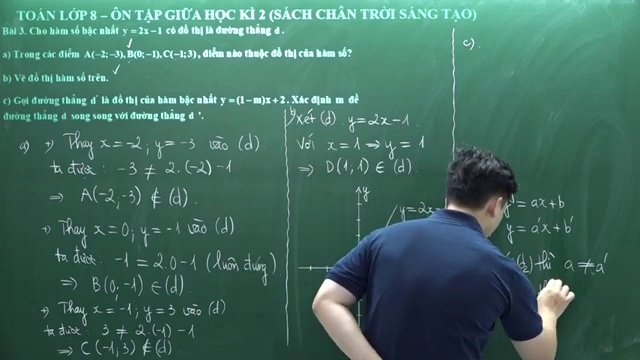 TOÁN LỚP 8 – ÔN TẬP GIỮA HỌC KÌ 2 (SÁCH CHÂN TRỜI SÁNG TẠO)
Bài 3. Cho hàm số bậc nhất y = 2x − 1 có đồ thị là đường thẳng d.
a) Trong các điểm A(−2; −3), B(0; −1), C(−1; 3), điểm nào thuộc đồ thị của hàm số?
b) Vẽ đồ thị hàm số trên.
c) Gọi đường thẳng d' là đồ thị của hàm bậc nhất y = (1−m)x + 2. Xác định m để
đường thẳng d song song với đường thẳng d '.
a) +) Thay x = −2, y = −3 vào (d)
ta được: −3 ≠ 2.(−2) −1
⇒ A(−2; −3) ∉ (d).
+) Thay x = 0; y = −1 vào (d)
ta được: −1 = 2.0 −1 (luôn đúng)
⇒ B(0; −1) ∈ (d)
+) Thay x = −1; y = 3 vào (d)
ta được: 3 ≠ 2.(−1) −1
⇒ C(−1; 3) ∉ (d)
b) Xét (d) y = 2x −1
Với x = 1 ⇒ y = 1
⇒ D(1; 1) ∈ (d).
y
y = 2x
c).
y = ax + b
y = a'x + b'
thì a ≠ a'